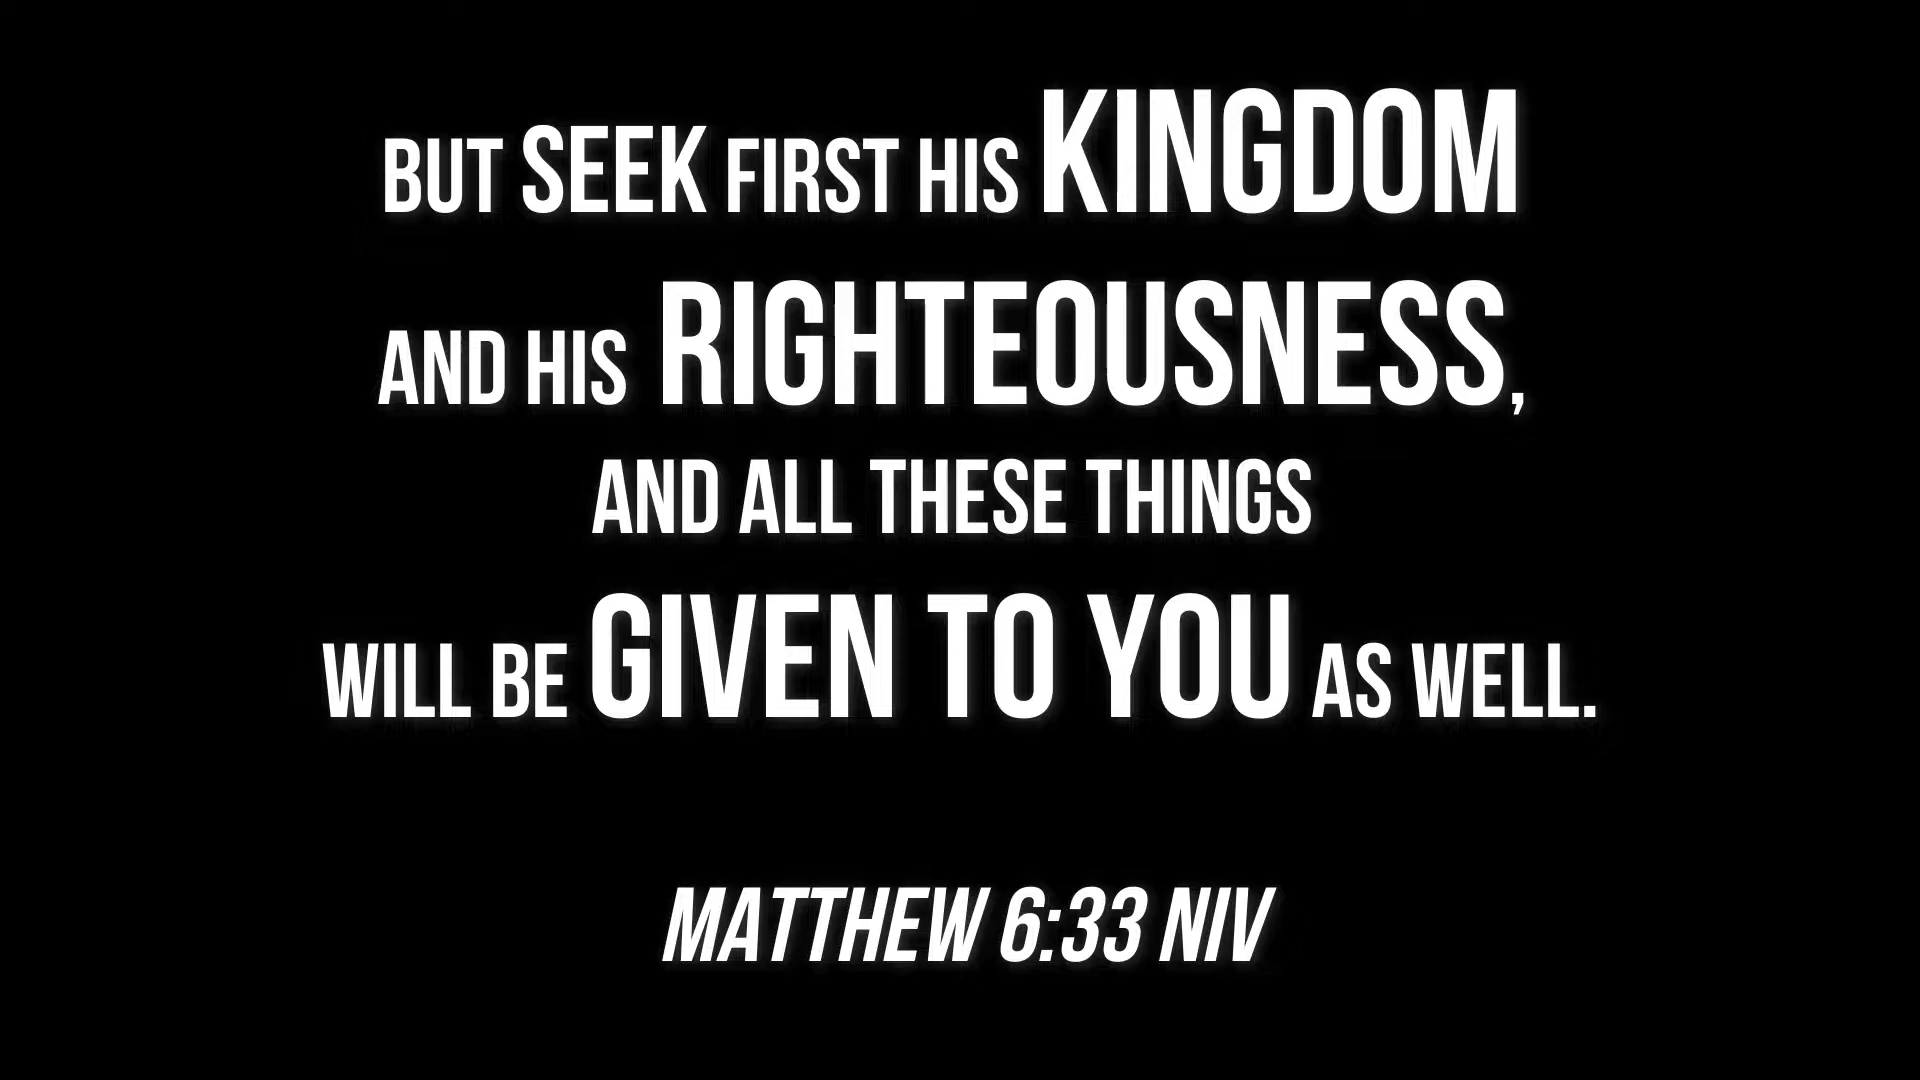 BUT SEEK FIRST HIS KINGDOM
AND HIS RIGHTEOUSNESS,
AND ALL THESE THINGS
WILL BE GIVEN TO YOU AS WELL.
MATTHEW 6:33 NIV